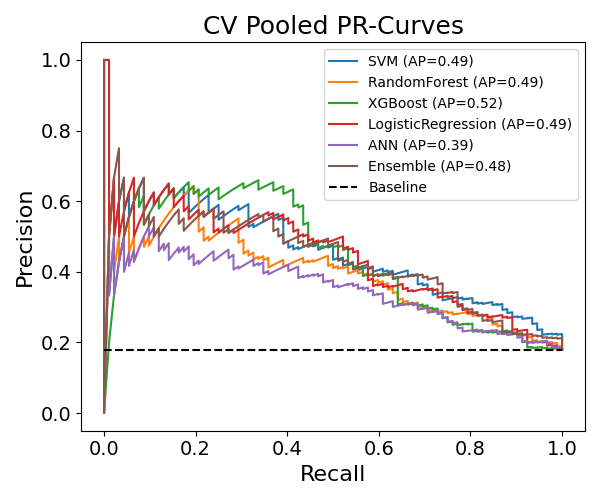 CV Pooled PR-Curves
SVM (AP=0.49)
RandomForest (AP=0.49)
XGBoost (AP=0.52)
LogisticRegression (AP=0.49)
ANN (AP=0.39)
Ensemble (AP=0.48)
Baseline
Precision
1.0
0.8
0.6
0.4
0.2
0.0
0.0 0.2 0.4 0.6 0.8 1.0
Recall